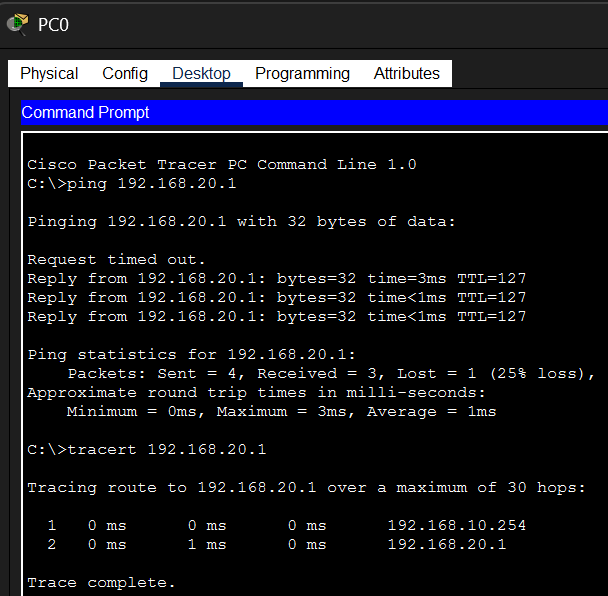 PC0
Physical Config Desktop Programming Attributes
Command Prompt
Cisco Packet Tracer PC Command Line 1.0
C:\>ping 192.168.20.1
Pinging 192.168.20.1 with 32 bytes of data:
Request timed out.
Reply from 192.168.20.1: bytes=32 time=3ms TTL=127
Reply from 192.168.20.1: bytes=32 time<1ms TTL=127
Reply from 192.168.20.1: bytes=32 time<1ms TTL=127
Ping statistics for 192.168.20.1:
    Packets: Sent = 4, Received = 3, Lost = 1 (25% loss),
Approximate round trip times in milli-seconds:
    Minimum = 0ms, Maximum = 3ms, Average = 1ms
C:\>tracert 192.168.20.1
Tracing route to 192.168.20.1 over a maximum of 30 hops:
  1   0 ms      0 ms      0 ms      192.168.10.254
  2   0 ms      1 ms      0 ms      192.168.20.1
Trace complete.